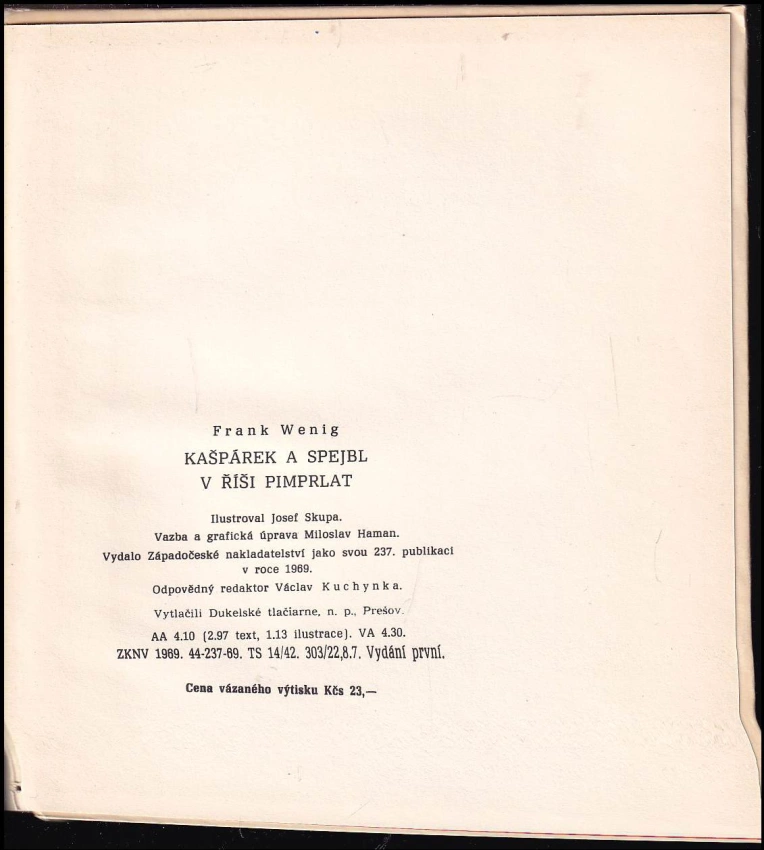 Frank Wenig
KAŠPÁREK A SPEJBL
V ŘÍŠI PIMPRLAT
Ilustroval Josef Skupa.
Vazba a grafická úprava Miloslav Haman.
Vydalo Západočeské nakladatelství jako svou 237. publikaci
v roce 1969.
Odpovědný redaktor Václav Kuchynka.
Vytlačili Dukelské tlačiarne, n. p., Prešov.
AA 4.10 (2.97 text, 1.13 ilustrace). VA 4.30.
ZKNV 1969. 44-237-69. TS 14/42. 303/22,8.7. Vydání první.
Cena vázaného výtisku Kčs 23,—